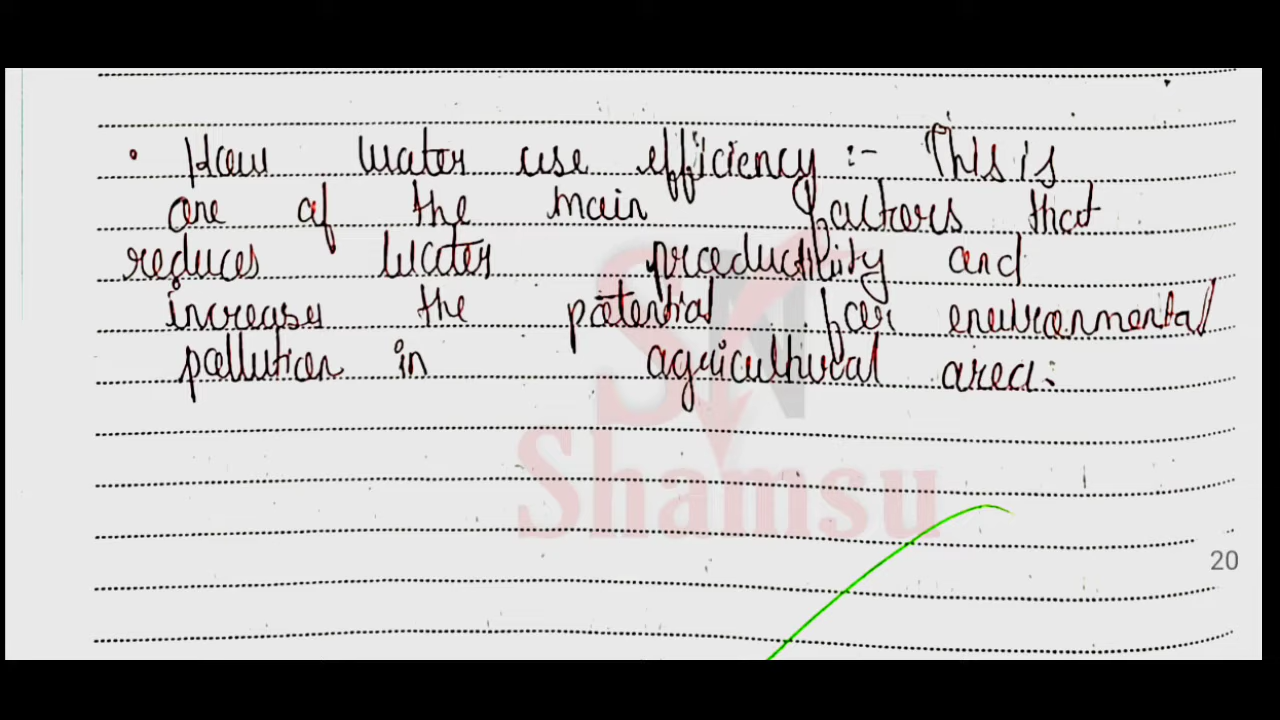 • How water use efficiency :- This is
one of the main factors that
reduces water productivity and
increases the potential for environmental
pollution in agricultural area.
SN
Shamsu
20